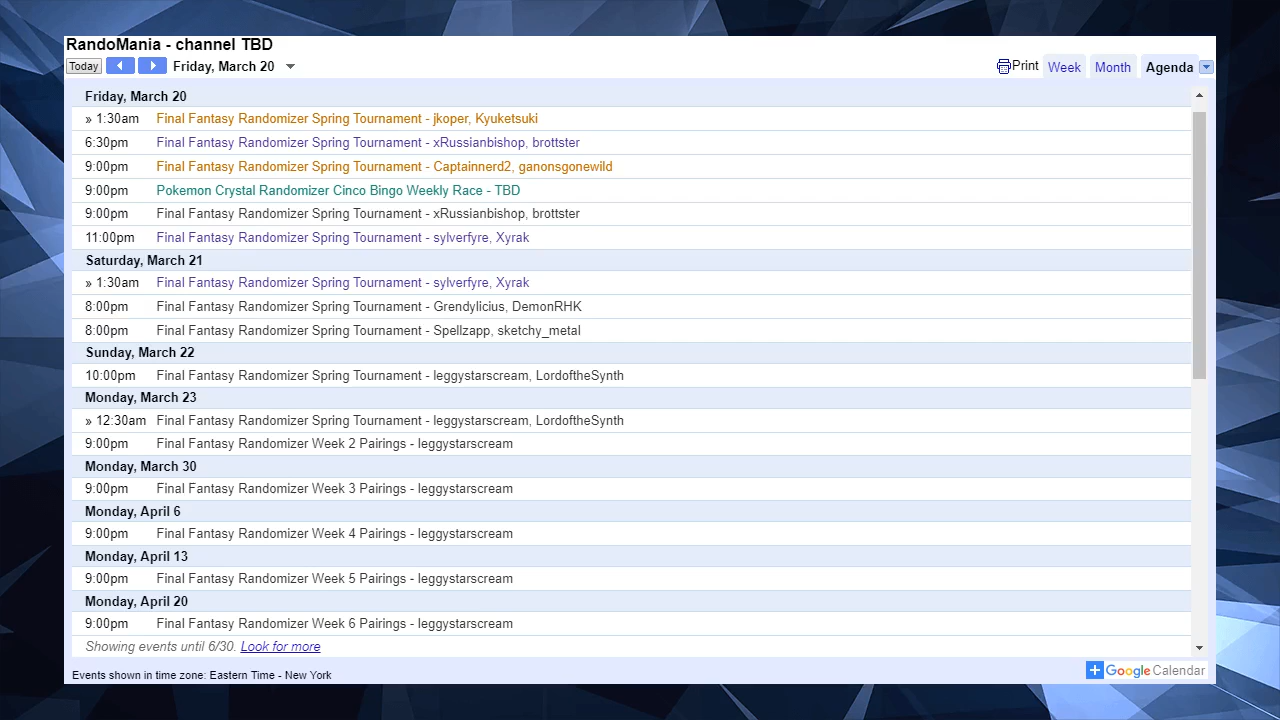 RandoMania - channel TBD
Today Friday, March 20 Print Week Month Agenda
Friday, March 20
» 1:30am Final Fantasy Randomizer Spring Tournament - jkoper, Kyuketsuki
6:30pm Final Fantasy Randomizer Spring Tournament - xRussianbishop, brottster
9:00pm Final Fantasy Randomizer Spring Tournament - Captainnerd2, ganonsgonewild
9:00pm Pokemon Crystal Randomizer Cinco Bingo Weekly Race - TBD
9:00pm Final Fantasy Randomizer Spring Tournament - xRussianbishop, brottster
11:00pm Final Fantasy Randomizer Spring Tournament - sylverfyre, Xyrak
Saturday, March 21
» 1:30am Final Fantasy Randomizer Spring Tournament - sylverfyre, Xyrak
8:00pm Final Fantasy Randomizer Spring Tournament - Grendylicius, DemonRHK
8:00pm Final Fantasy Randomizer Spring Tournament - Spellzapp, sketchy_metal
Sunday, March 22
10:00pm Final Fantasy Randomizer Spring Tournament - leggystarscream, LordoftheSynth
Monday, March 23
» 12:30am Final Fantasy Randomizer Spring Tournament - leggystarscream, LordoftheSynth
9:00pm Final Fantasy Randomizer Week 2 Pairings - leggystarscream
Monday, March 30
9:00pm Final Fantasy Randomizer Week 3 Pairings - leggystarscream
Monday, April 6
9:00pm Final Fantasy Randomizer Week 4 Pairings - leggystarscream
Monday, April 13
9:00pm Final Fantasy Randomizer Week 5 Pairings - leggystarscream
Monday, April 20
9:00pm Final Fantasy Randomizer Week 6 Pairings - leggystarscream
Showing events until 6/30. Look for more
Events shown in time zone: Eastern Time - New York
Google Calendar